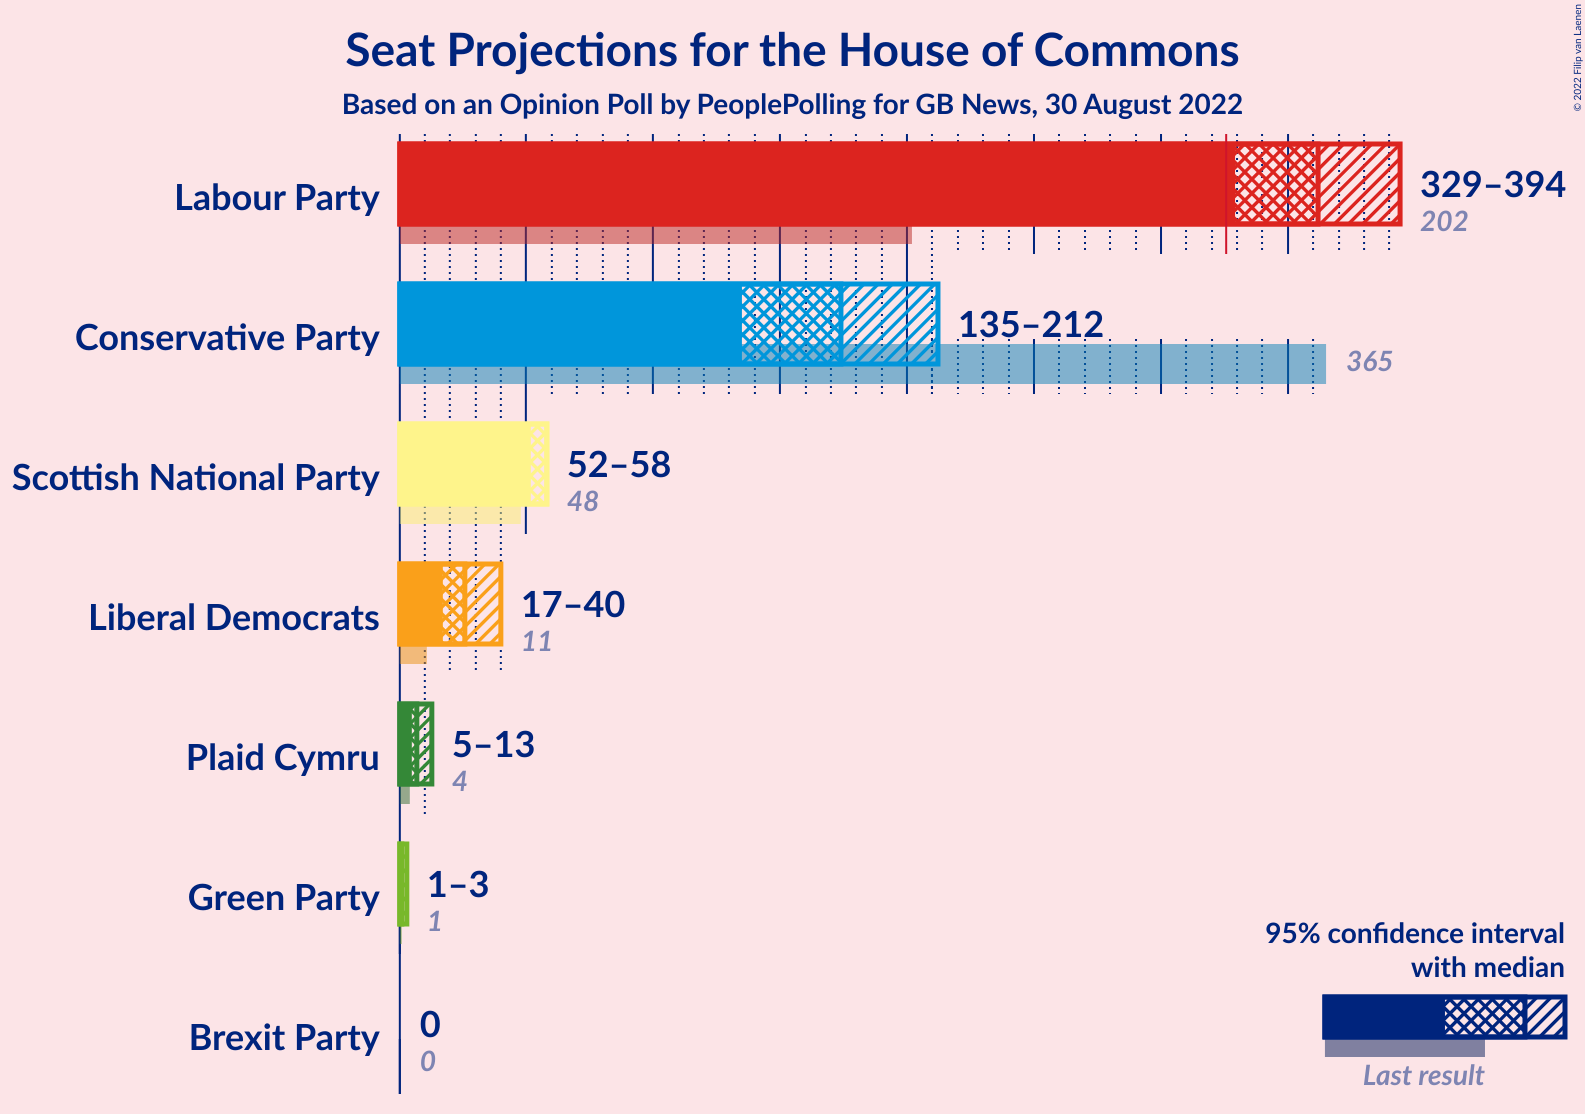 Seat Projections for the House of Commons
Based on an Opinion Poll by PeoplePolling for GB News, 30 August 2022
© 2022 Filip van Laenen
Labour Party
329–394
202
Conservative Party
135–212
365
Scottish National Party
52–58
48
Liberal Democrats
17–40
11
Plaid Cymru
5–13
4
Green Party
1–3
1
Brexit Party
0
0
95% confidence interval
with median
Last result